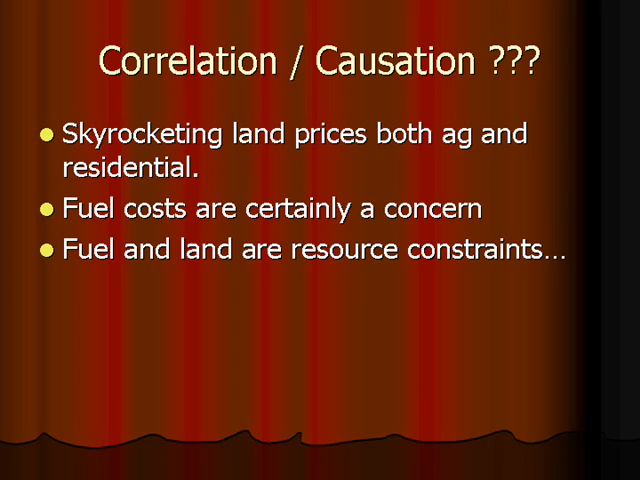 Correlation / Causation ???
Skyrocketing land prices both ag and
residential.
Fuel costs are certainly a concern
Fuel and land are resource constraints…